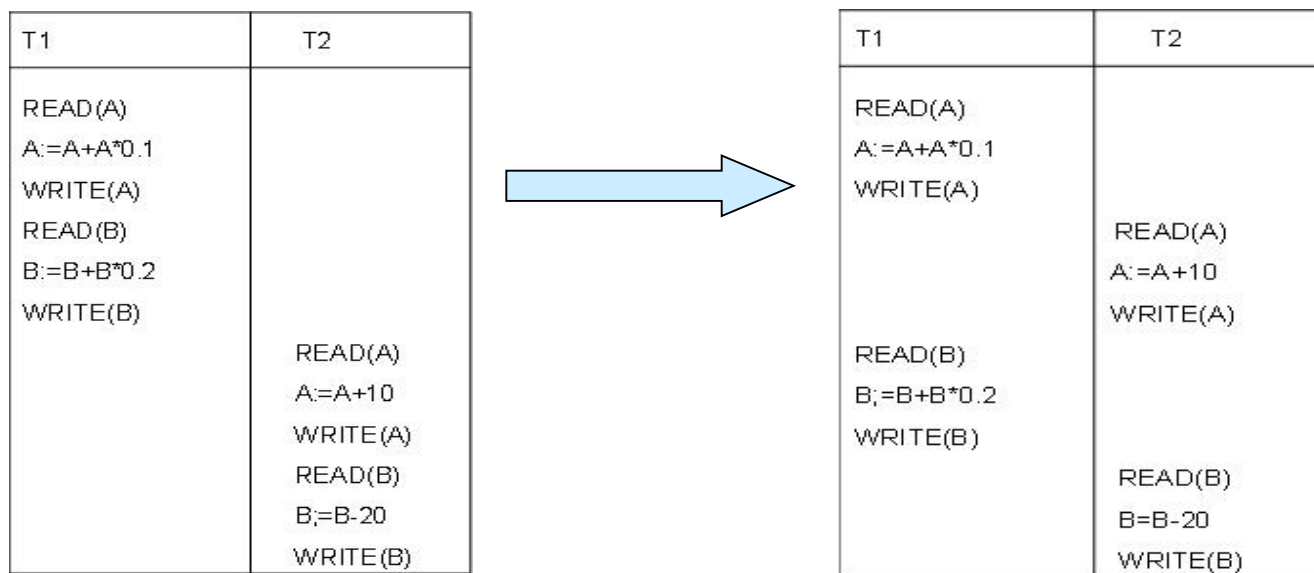 T1 T2
READ(A)
A:=A+A*0.1
WRITE(A)
READ(B)
B:=B+B*0.2
WRITE(B)
READ(A)
A:=A+10
WRITE(A)
READ(B)
B;=B-20
WRITE(B)
T1 T2
READ(A)
A:=A+A*0.1
WRITE(A)
READ(A)
A:=A+10
WRITE(A)
READ(B)
B;=B+B*0.2
WRITE(B)
READ(B)
B=B-20
WRITE(B)